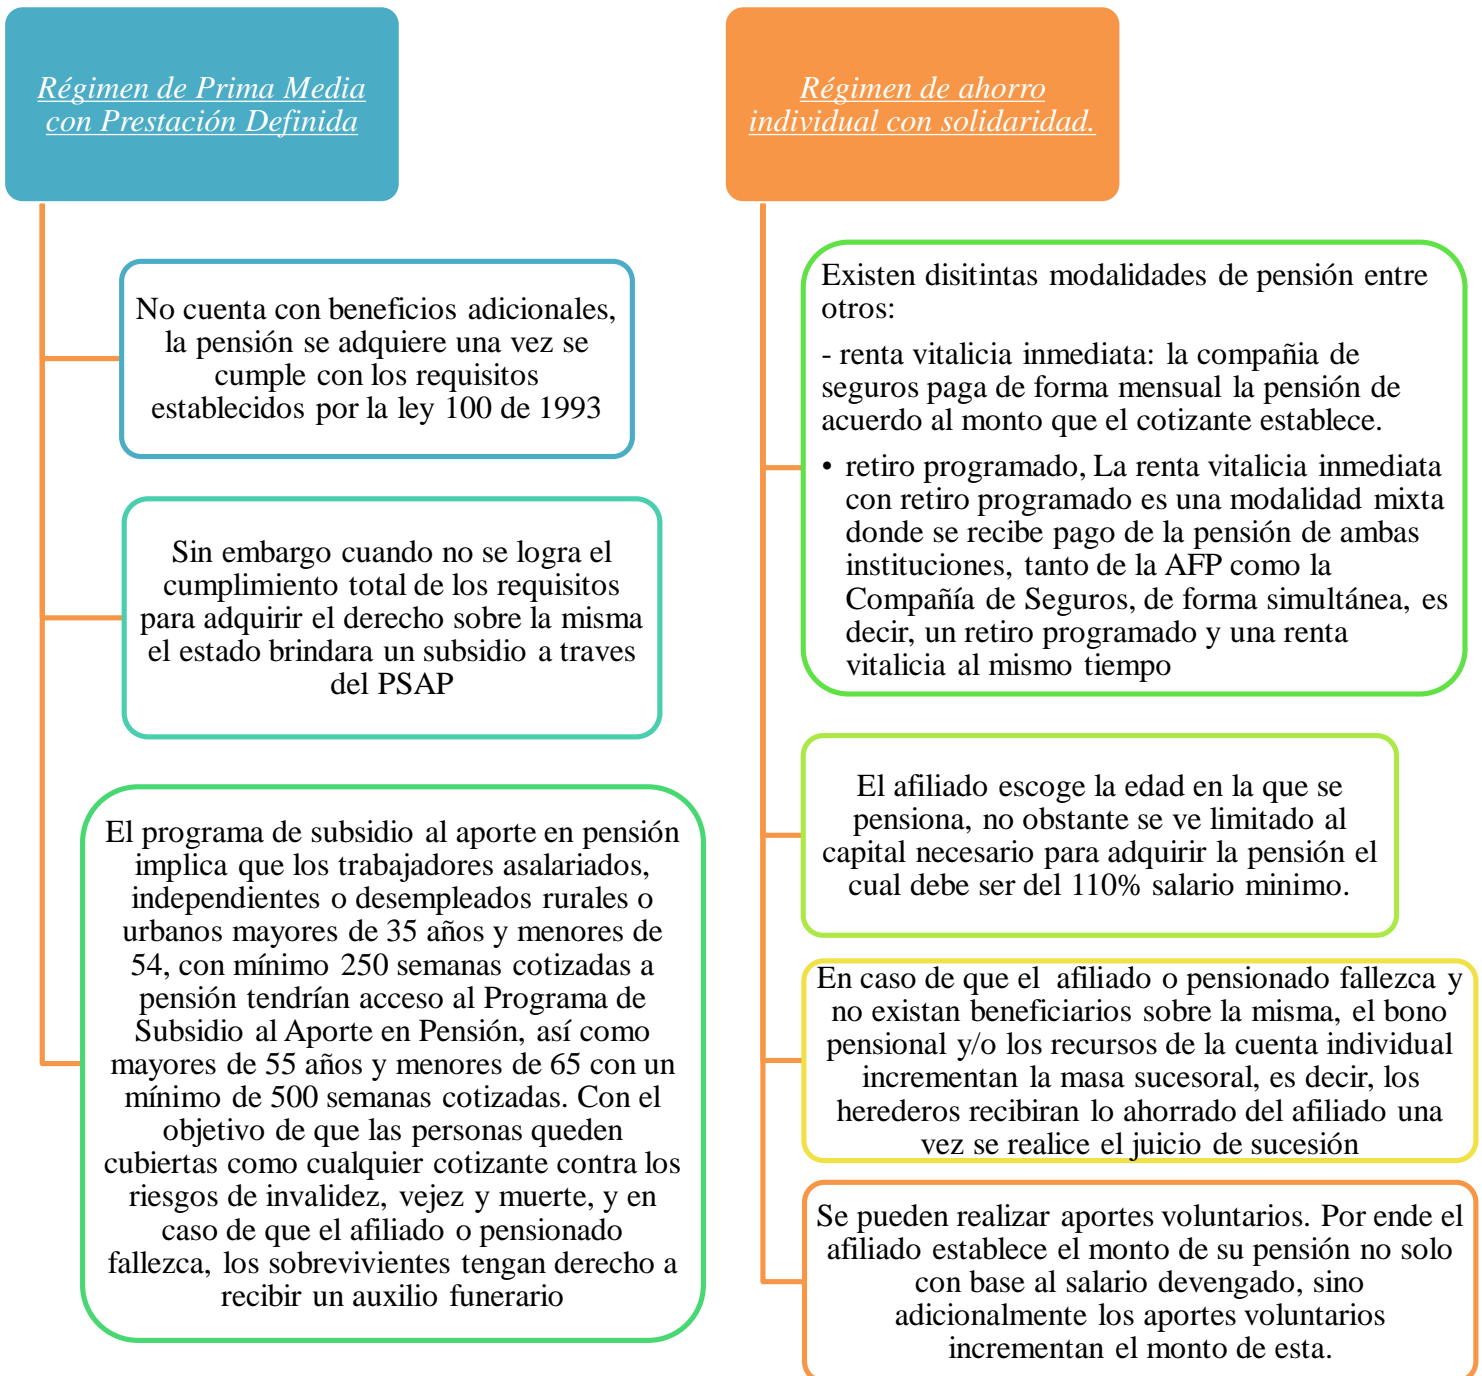 Régimen de Prima Media
con Prestación Definida
No cuenta con beneficios adicionales,
la pensión se adquiere una vez se
cumple con los requisitos
establecidos por la ley 100 de 1993
Sin embargo cuando no se logra el
cumplimiento total de los requisitos
para adquirir el derecho sobre la misma
el estado brindara un subsidio a traves
del PSAP
El programa de subsidio al aporte en pensión
implica que los trabajadores asalariados,
independientes o desempleados rurales o
urbanos mayores de 35 años y menores de
54, con mínimo 250 semanas cotizadas a
pensión tendrían acceso al Programa de
Subsidio al Aporte en Pensión, así como
mayores de 55 años y menores de 65 con un
mínimo de 500 semanas cotizadas. Con el
objetivo de que las personas queden
cubiertas como cualquier cotizante contra los
riesgos de invalidez, vejez y muerte, y en
caso de que el afiliado o pensionado
fallezca, los sobrevivientes tengan derecho a
recibir un auxilio funerario
Régimen de ahorro
individual con solidaridad.
Existen disitintas modalidades de pensión entre
otros:
- renta vitalicia inmediata: la compañia de
seguros paga de forma mensual la pensión de
acuerdo al monto que el cotizante establece.
• retiro programado, La renta vitalicia inmediata
con retiro programado es una modalidad mixta
donde se recibe pago de la pensión de ambas
instituciones, tanto de la AFP como la
Compañía de Seguros, de forma simultánea, es
decir, un retiro programado y una renta
vitalicia al mismo tiempo
El afiliado escoge la edad en la que se
pensiona, no obstante se ve limitado al
capital necesario para adquirir la pensión el
cual debe ser del 110% salario minimo.
En caso de que el afiliado o pensionado fallezca y
no existan beneficiarios sobre la misma, el bono
pensional y/o los recursos de la cuenta individual
incrementan la masa sucesoral, es decir, los
herederos recibiran lo ahorrado del afiliado una
vez se realice el juicio de sucesión
Se pueden realizar aportes voluntarios. Por ende el
afiliado establece el monto de su pensión no solo
con base al salario devengado, sino
adicionalmente los aportes voluntarios
incrementan el monto de esta.